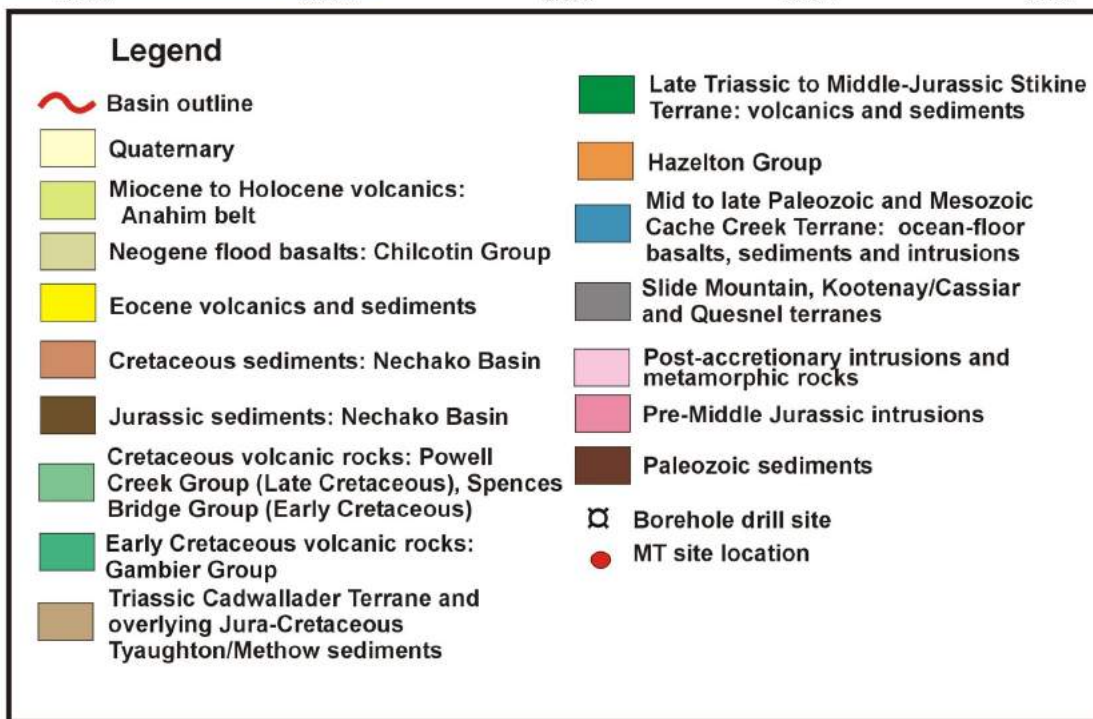 Legend
Basin outline
Quaternary
Miocene to Holocene volcanics:
Anahim belt
Neogene flood basalts: Chilcotin Group
Eocene volcanics and sediments
Cretaceous sediments: Nechako Basin
Jurassic sediments: Nechako Basin
Cretaceous volcanic rocks: Powell
Creek Group (Late Cretaceous), Spences
Bridge Group (Early Cretaceous)
Early Cretaceous volcanic rocks:
Gambier Group
Triassic Cadwallader Terrane and
overlying Jura-Cretaceous
Tyaughton/Methow sediments
Late Triassic to Middle-Jurassic Stikine
Terrane: volcanics and sediments
Hazelton Group
Mid to late Paleozoic and Mesozoic
Cache Creek Terrane: ocean-floor
basalts, sediments and intrusions
Slide Mountain, Kootenay/Cassiar
and Quesnel terranes
Post-accretionary intrusions and
metamorphic rocks
Pre-Middle Jurassic intrusions
Paleozoic sediments
Borehole drill site
MT site location